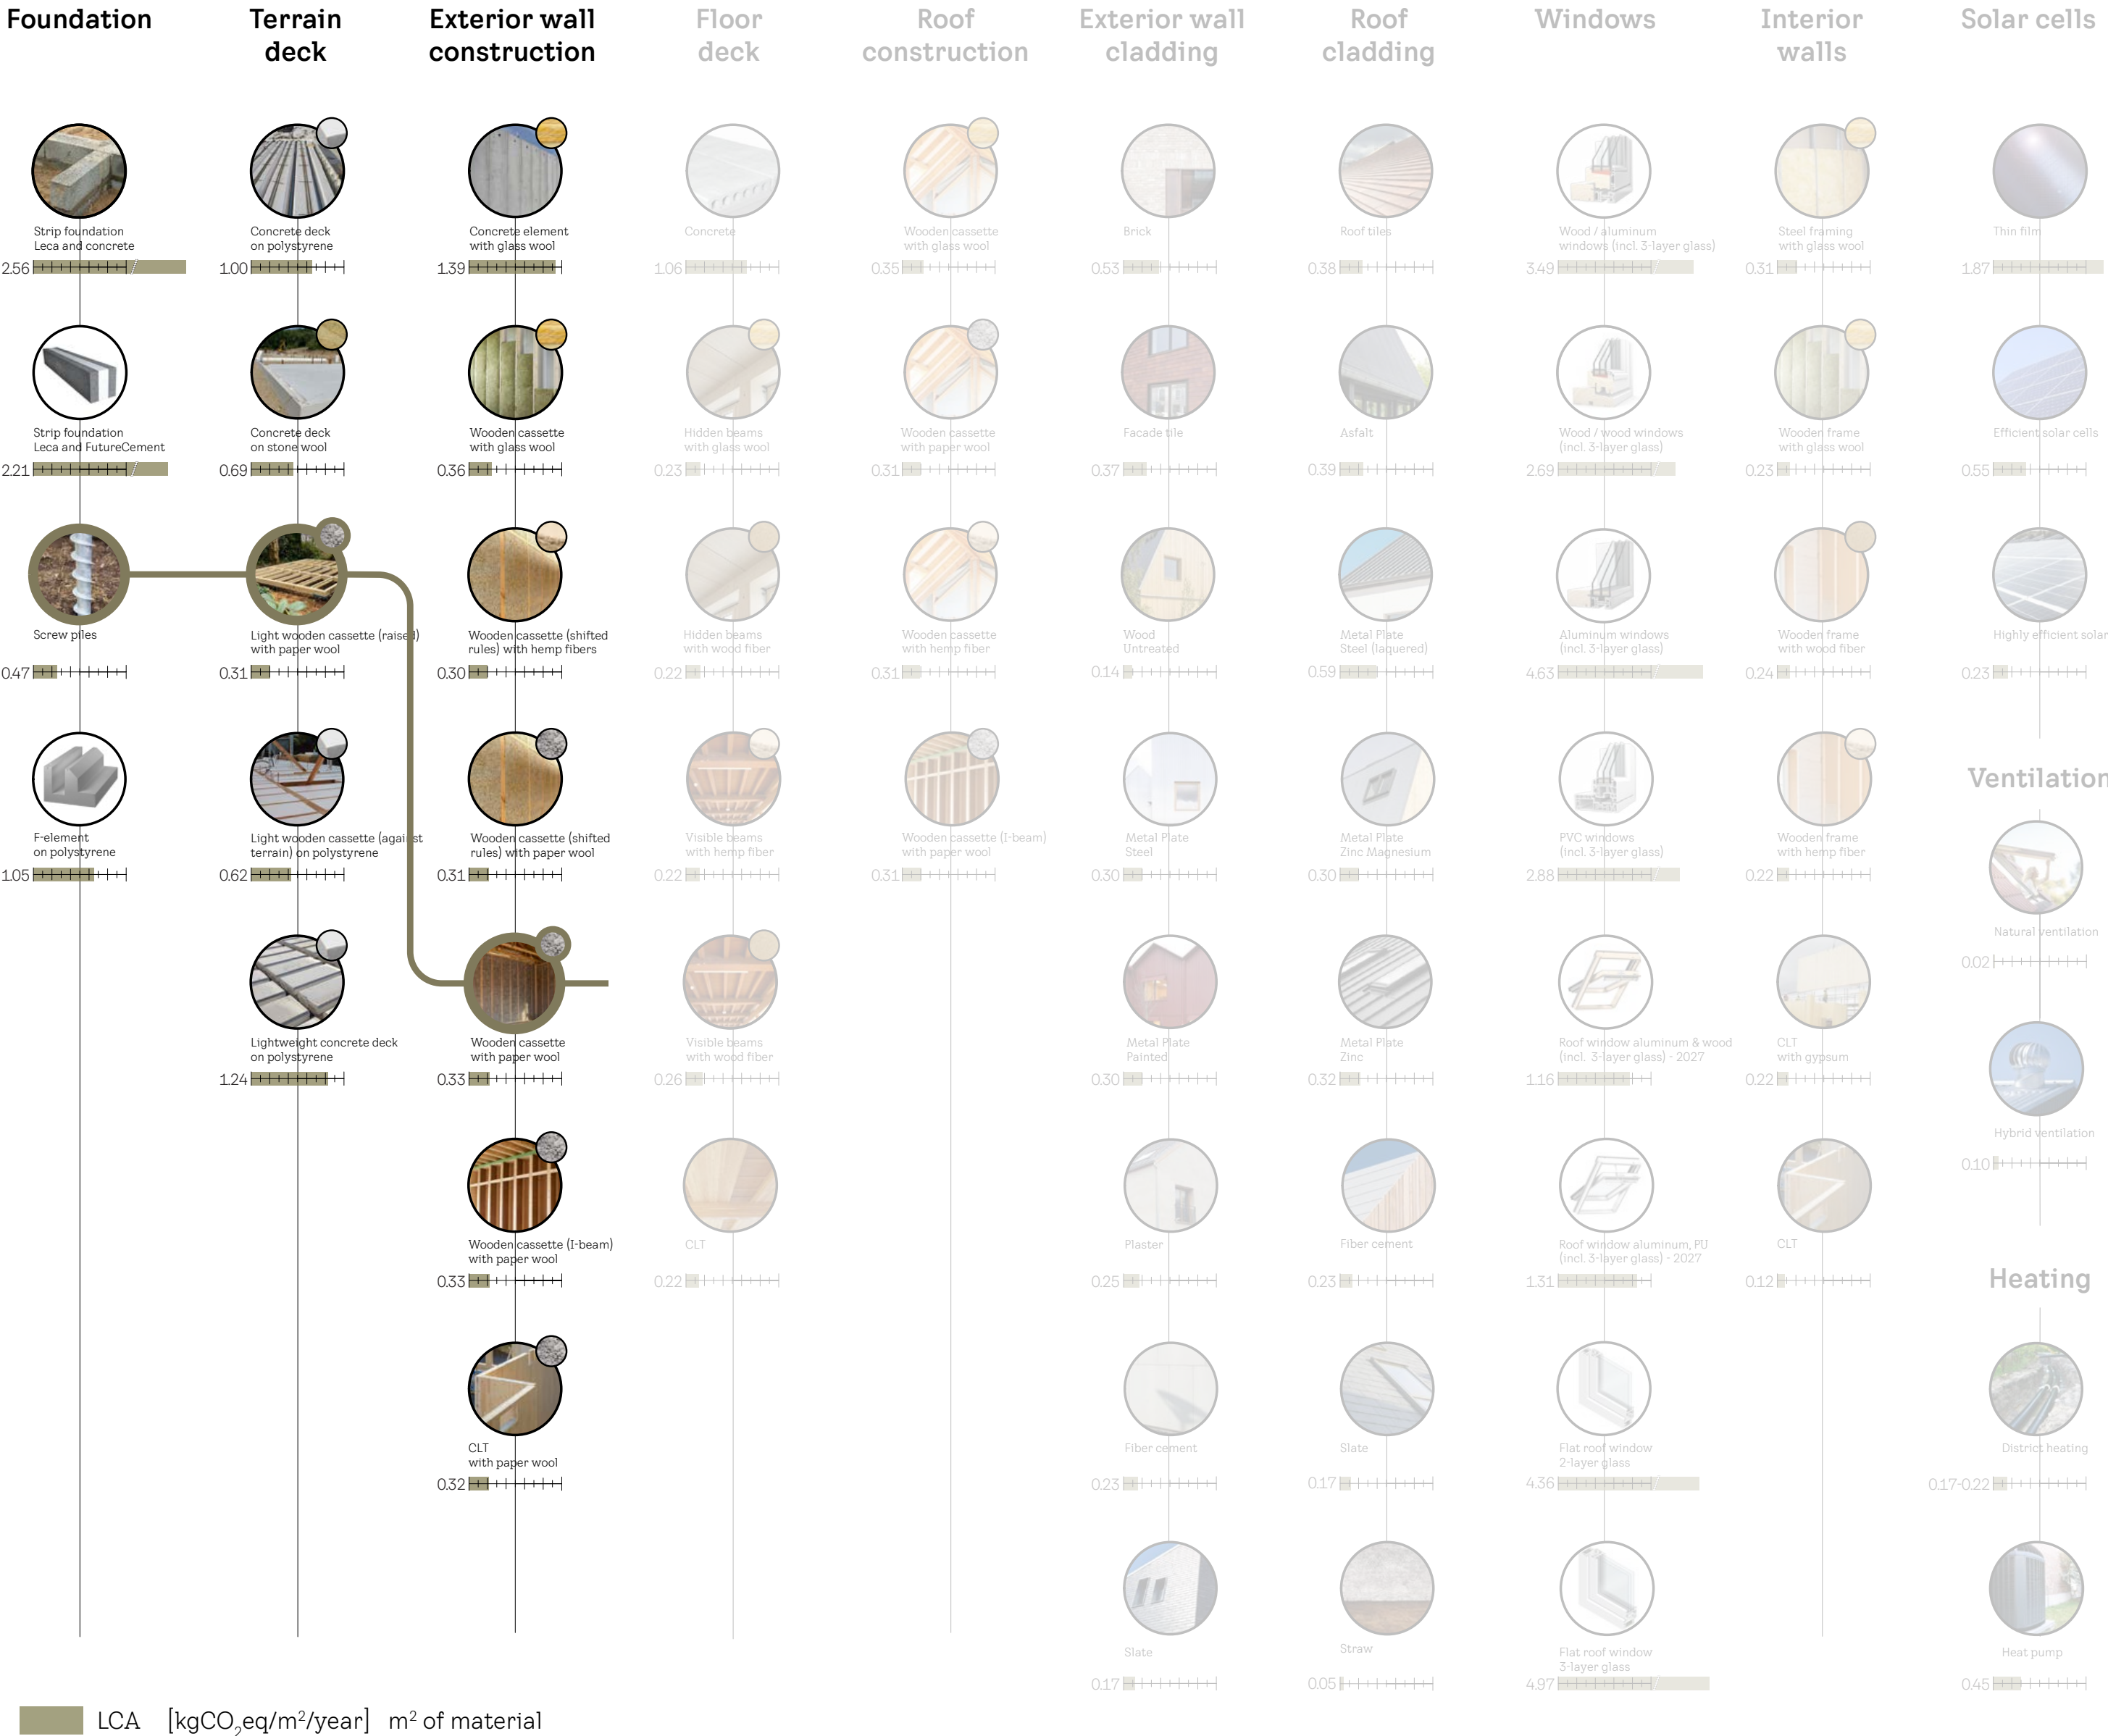 Foundation
Terrain
deck
Exterior wall
construction
Floor
deck
Roof
construction
Exterior wall
cladding
Roof
cladding
Windows
Interior
walls
Solar cells
Strip foundation
Leca and concrete
2.56
Concrete deck
on polystyrene
1.00
Concrete element
with glass wool
1.39
Concrete
1.06
Wooden cassette
with glass wool
0.35
Brick
0.53
Roof tiles
0.38
Wood / aluminum
windows (incl. 3-layer glass)
3.49
Steel framing
with glass wool
0.31
Thin film
1.87
Strip foundation
Leca and FutureCement
2.21
Concrete deck
on stone wool
0.69
Wooden cassette
with glass wool
0.36
Hidden beams
with glass wool
0.23
Wooden cassette
with paper wool
0.31
Facade tile
0.37
Asfalt
0.39
Wood / wood windows
(incl. 3-layer glass)
2.69
Wooden frame
with glass wool
0.23
Efficient solar cells
0.55
Screw piles
0.47
Light wooden cassette (raised)
with paper wool
0.31
Wooden cassette (shifted
rules) with hemp fibers
0.30
Hidden beams
with wood fiber
0.22
Wooden cassette
with hemp fiber
0.31
Wood
Untreated
0.14
Metal Plate
Steel (laquered)
0.59
Aluminum windows
(incl. 3-layer glass)
4.63
Wooden frame
with wood fiber
0.24
Highly efficient solar
0.23
F-element
on polystyrene
1.05
Light wooden cassette (against
terrain) on polystyrene
0.62
Wooden cassette (shifted
rules) with paper wool
0.31
Visible beams
with hemp fiber
0.22
Wooden cassette (I-beam)
with paper wool
0.31
Metal Plate
Steel
0.30
Metal Plate
Zinc Magnesium
0.30
PVC windows
(incl. 3-layer glass)
2.88
Wooden frame
with hemp fiber
0.22
Ventilation
Natural ventilation
0.02
Lightweight concrete deck
on polystyrene
1.24
Wooden cassette
with paper wool
0.33
Visible beams
with wood fiber
0.26
Metal Plate
Painted
0.30
Metal Plate
Zinc
0.32
Roof window aluminum & wood
(incl. 3-layer glass) - 2027
1.16
CLT
with gypsum
0.22
Hybrid ventilation
0.10
Wooden cassette (I-beam)
with paper wool
0.33
CLT
0.22
Plaster
0.25
Fiber cement
0.23
Roof window aluminum, PU
(incl. 3-layer glass) - 2027
1.31
CLT
0.12
Heating
CLT
with paper wool
0.32
Fiber cement
0.23
Slate
0.17
Flat roof window
2-layer glass
4.36
District heating
0.17-0.22
Slate
0.17
Straw
0.05
Flat roof window
3-layer glass
4.97
Heat pump
0.45
LCA [kgCO₂eq/m²/year] m² of material